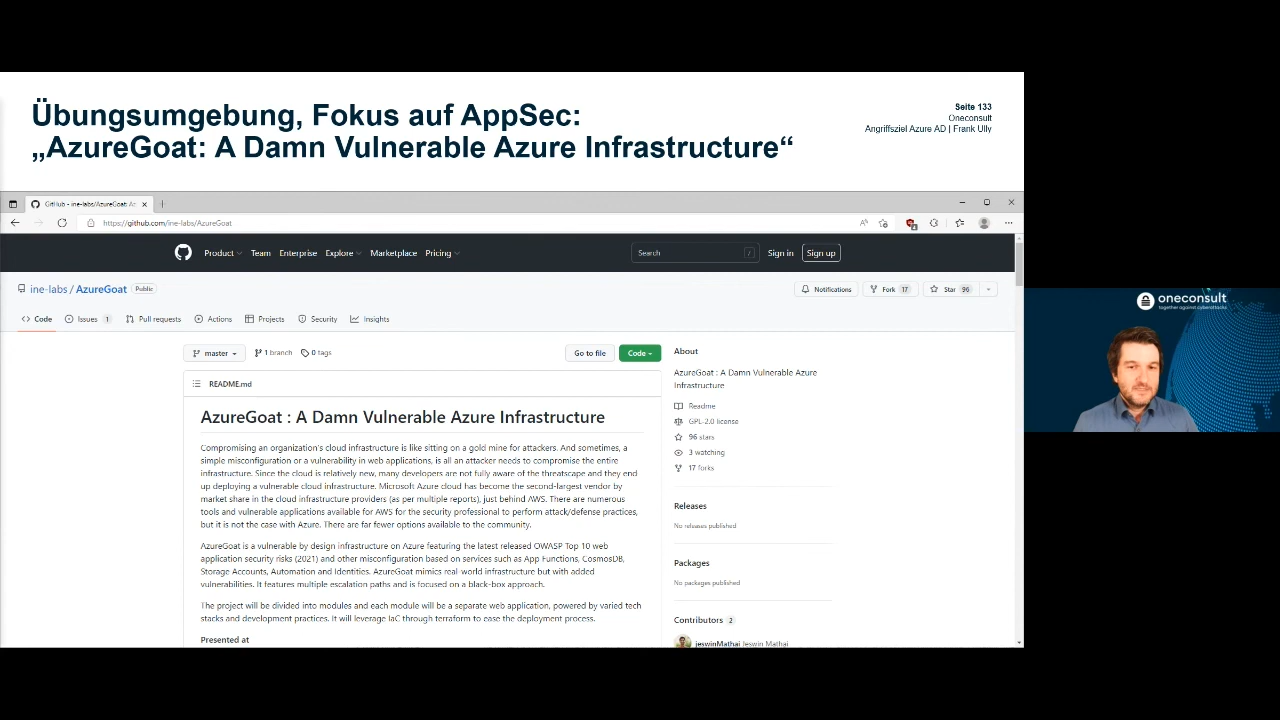 Übungsumgebung, Fokus auf AppSec:
„AzureGoat: A Damn Vulnerable Azure Infrastructure“
Seite 133
Oneconsult
Angriffsziel Azure AD | Frank Ully
GitHub - ine-labs/AzureGoat: A
https://github.com/ine-labs/AzureGoat
Product
Team
Enterprise
Explore
Marketplace
Pricing
Search
/
Sign in
Sign up
ine-labs / AzureGoat
Public
Notifications
Fork 17
Star 96
Code
Issues 1
Pull requests
Actions
Projects
Security
Insights
master
1 branch
0 tags
Go to file
Code
README.md
AzureGoat : A Damn Vulnerable Azure Infrastructure
Compromising an organization's cloud infrastructure is like sitting on a gold mine for attackers. And sometimes, a
simple misconfiguration or a vulnerability in web applications, is all an attacker needs to compromise the entire
infrastructure. Since the cloud is relatively new, many developers are not fully aware of the threatscape and they end
up deploying a vulnerable cloud infrastructure. Microsoft Azure cloud has become the second-largest vendor by
market share in the cloud infrastructure providers (as per multiple reports), just behind AWS. There are numerous
tools and vulnerable applications available for AWS for the security professional to perform attack/defense practices,
but it is not the case with Azure. There are far fewer options available to the community.
AzureGoat is a vulnerable by design infrastructure on Azure featuring the latest released OWASP Top 10 web
application security risks (2021) and other misconfiguration based on services such as App Functions, CosmosDB,
Storage Accounts, Automation and Identities. AzureGoat mimics real-world infrastructure but with added
vulnerabilities. It features multiple escalation paths and is focused on a black-box approach.
The project will be divided into modules and each module will be a separate web application, powered by varied tech
stacks and development practices. It will leverage IaC through terraform to ease the deployment process.
Presented at
About
AzureGoat : A Damn Vulnerable Azure
Infrastructure
Readme
GPL-2.0 license
96 stars
3 watching
17 forks
Releases
No releases published
Packages
No packages published
Contributors 2
jeswinMathai Jeswin Mathai
oneconsult
together against cyberattacks